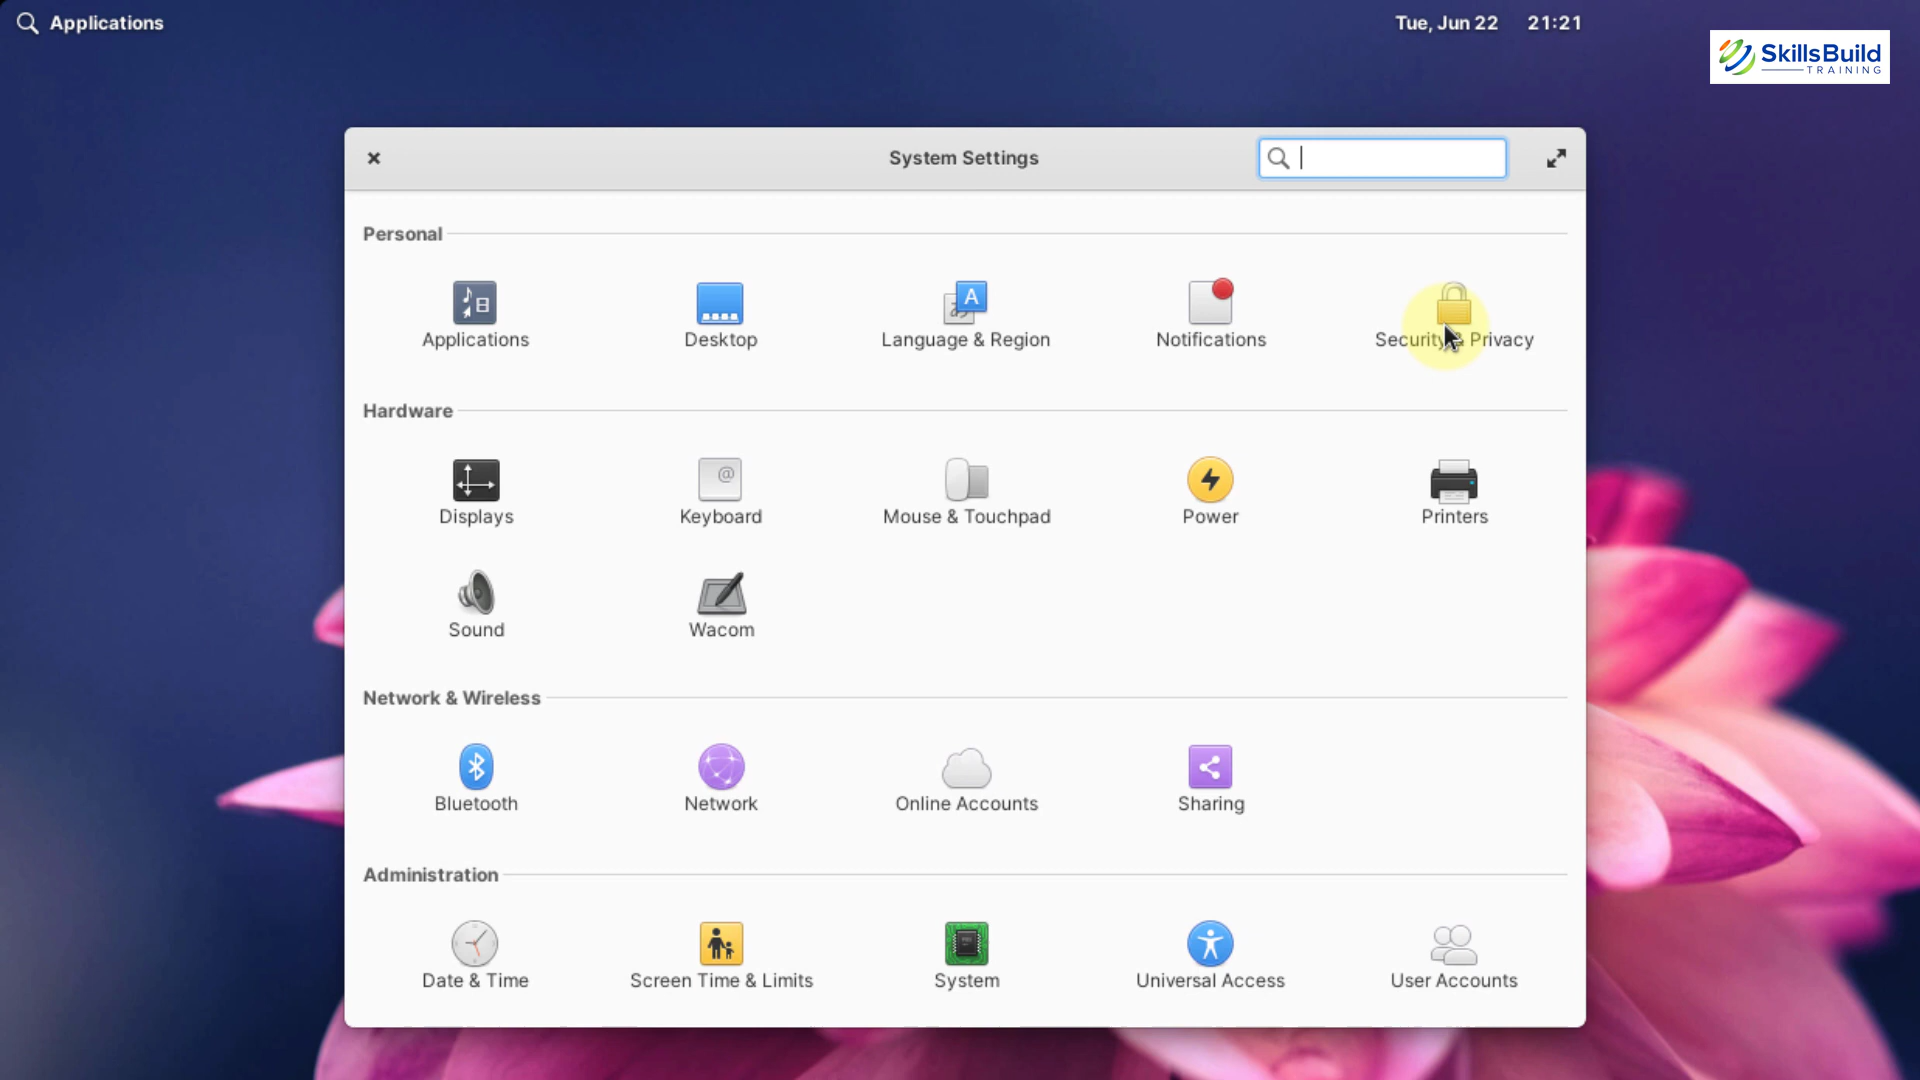 Applications
Tue, Jun 22 21:21
SkillsBuild
TRAINING
System Settings
Personal
Applications
Desktop
Language & Region
Notifications
Security & Privacy
Hardware
Displays
Keyboard
Mouse & Touchpad
Power
Printers
Sound
Wacom
Network & Wireless
Bluetooth
Network
Online Accounts
Sharing
Administration
Date & Time
Screen Time & Limits
System
Universal Access
User Accounts